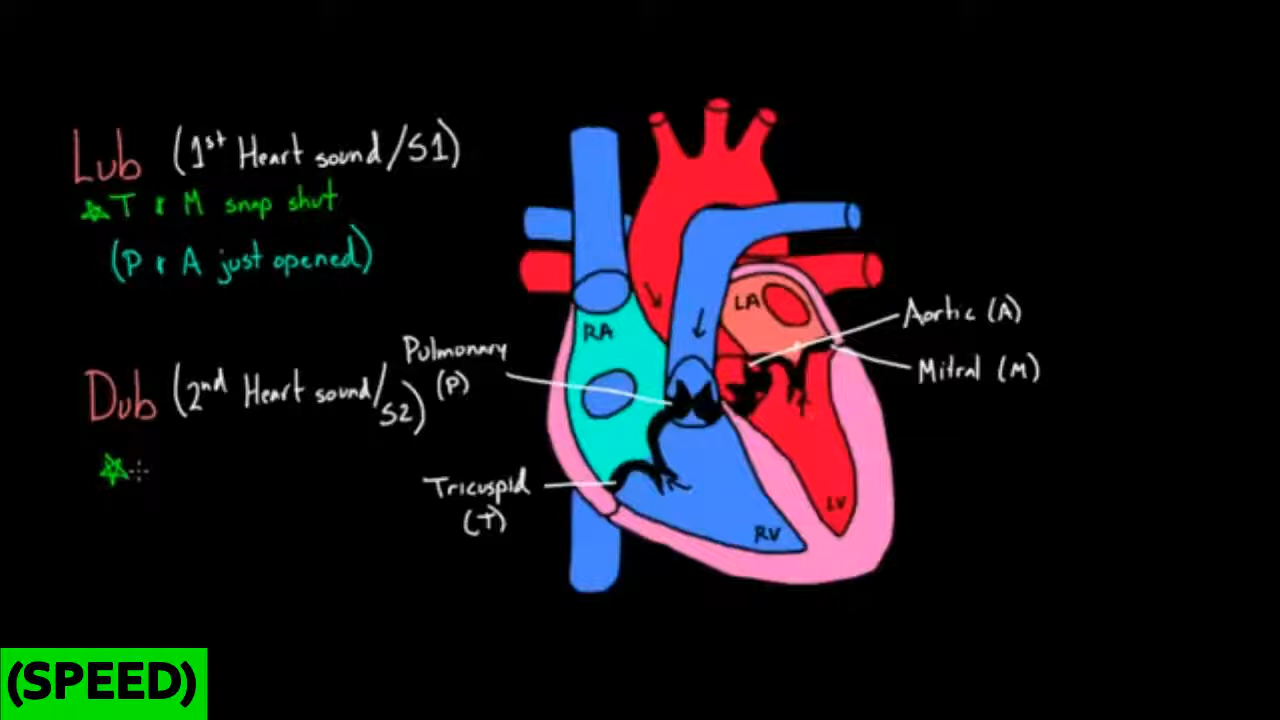 Lub (1st Heart sound/S1)
T & M snap shut
(P & A just opened)
Dub (2nd Heart sound/
S2)
Pulmonary
(P)
Tricuspid
(T)
RA
LA
Aortic (A)
Mitral (M)
LV
RV
(SPEED)